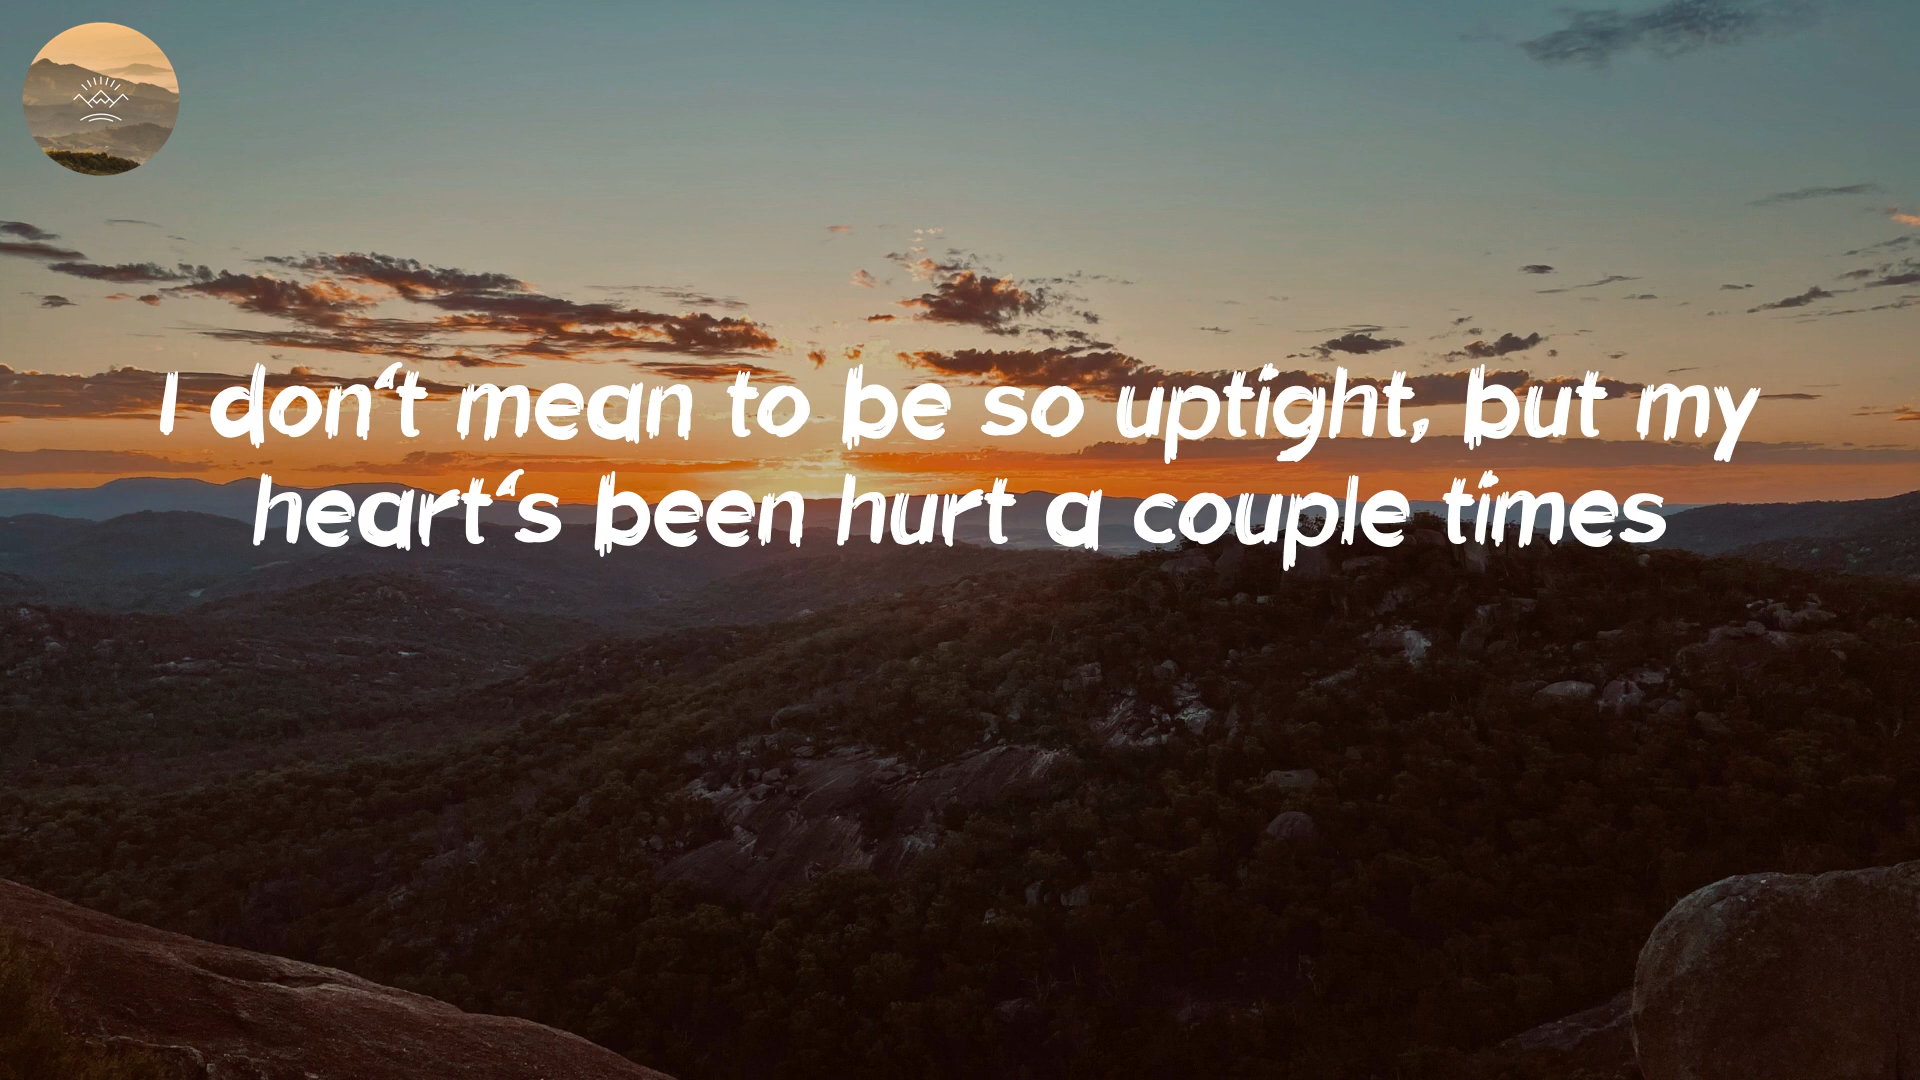 I don‘t mean to be so uptight, but my
heart‘s been hurt a couple times